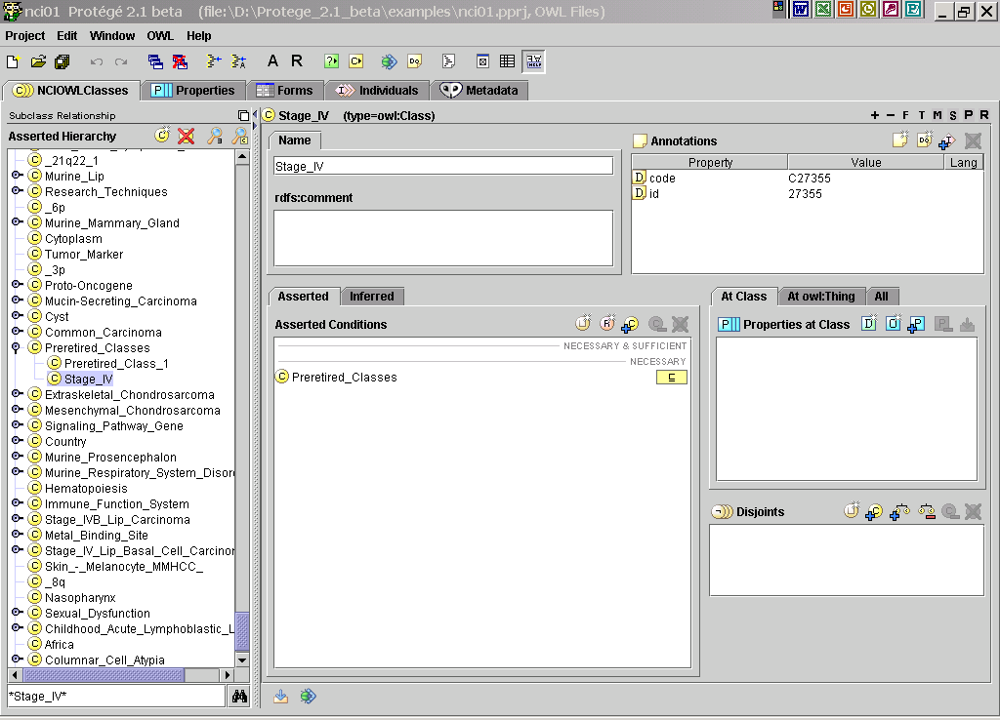 nci01 Protégé 2.1 beta (file:\D:\Protege_2.1_beta\examples\nci01.pprj, OWL Files)
Project Edit Window OWL Help
NCIOWLClasses Properties Forms Individuals Metadata
Subclass Relationship
Asserted Hierarchy
_21q22_1
Murine_Lip
Research_Techniques
_6p
Murine_Mammary_Gland
Cytoplasm
Tumor_Marker
_3p
Proto-Oncogene
Mucin-Secreting_Carcinoma
Cyst
Common_Carcinoma
Preretired_Classes
Preretired_Class_1
Stage_IV
Extraskeletal_Chondrosarcoma
Mesenchymal_Chondrosarcoma
Signaling_Pathway_Gene
Country
Murine_Prosencephalon
Murine_Respiratory_System_Disor
Hematopoiesis
Immune_Function_System
Stage_IVB_Lip_Carcinoma
Metal_Binding_Site
Stage_IV_Lip_Basal_Cell_Carcinor
Skin_-_Melanocyte_MMHCC_
_8q
Nasopharynx
Sexual_Dysfunction
Childhood_Acute_Lymphoblastic_L
Africa
Columnar_Cell_Atypia
*Stage_IV*
Stage_IV (type=owl:Class)
+ − F T M S P R
Name
Stage_IV
rdfs:comment
Annotations
Property Value Lang
code C27355
id 27355
Asserted Inferred
Asserted Conditions
NECESSARY & SUFFICIENT
NECESSARY
Preretired_Classes
At Class At owl:Thing All
Properties at Class
Disjoints